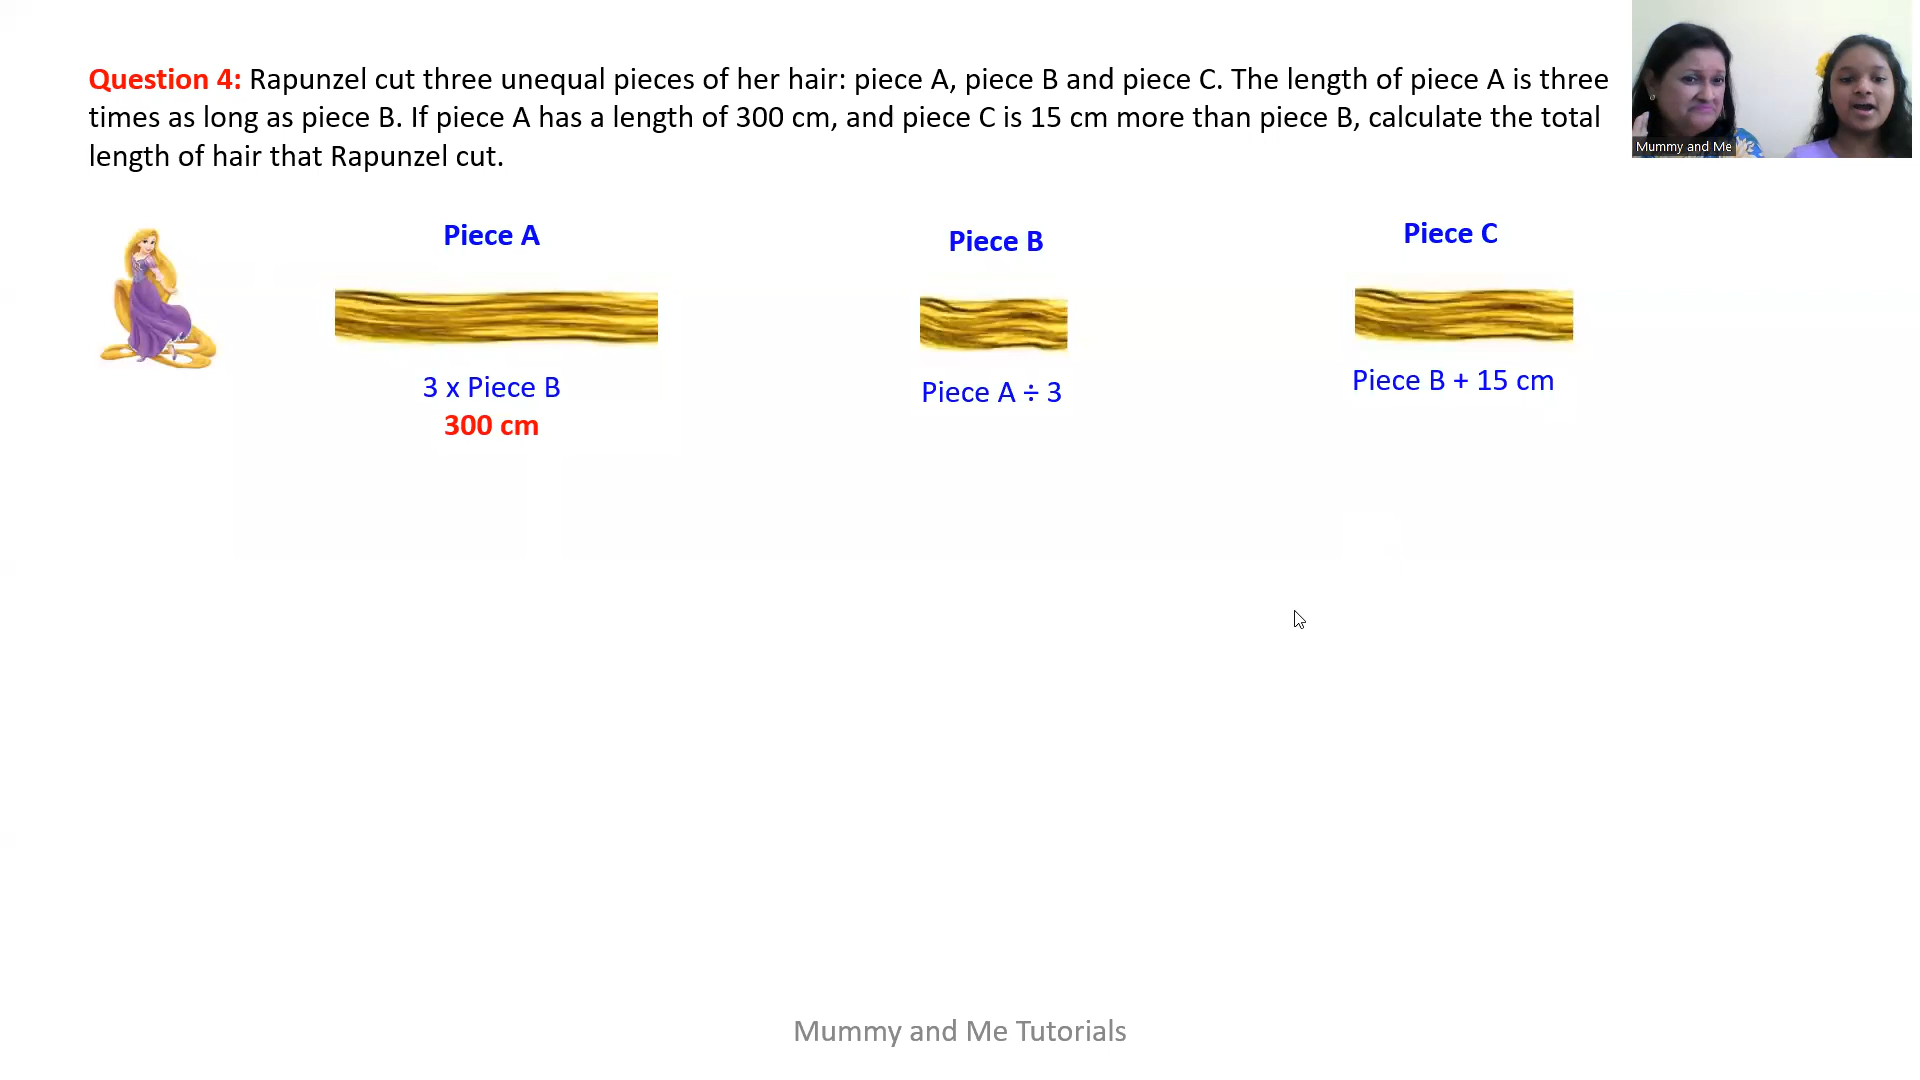 Question 4: Rapunzel cut three unequal pieces of her hair: piece A, piece B and piece C. The length of piece A is three
times as long as piece B. If piece A has a length of 300 cm, and piece C is 15 cm more than piece B, calculate the total
length of hair that Rapunzel cut.
Mummy and Me
Piece A
Piece B
Piece C
3 x Piece B
300 cm
Piece A ÷ 3
Piece B + 15 cm
Mummy and Me Tutorials